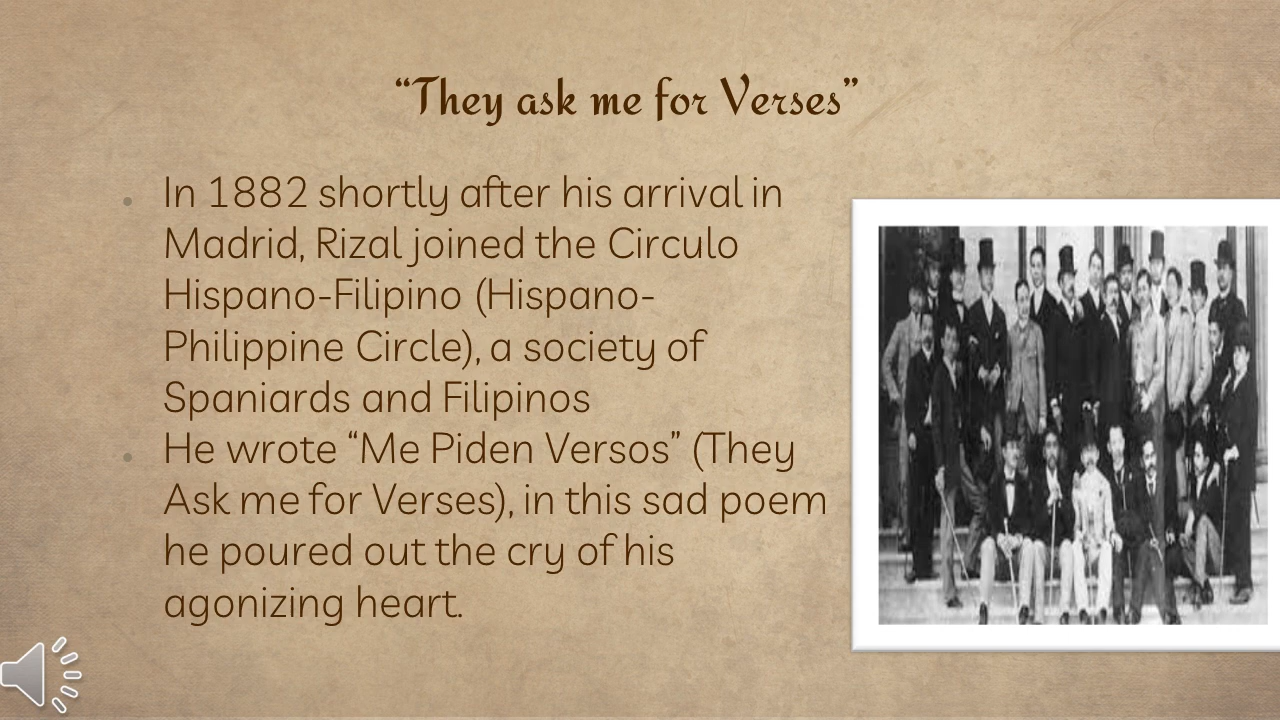 “They ask me for Verses”
In 1882 shortly after his arrival in
Madrid, Rizal joined the Circulo
Hispano-Filipino (Hispano-
Philippine Circle), a society of
Spaniards and Filipinos
He wrote “Me Piden Versos” (They
Ask me for Verses), in this sad poem
he poured out the cry of his
agonizing heart.